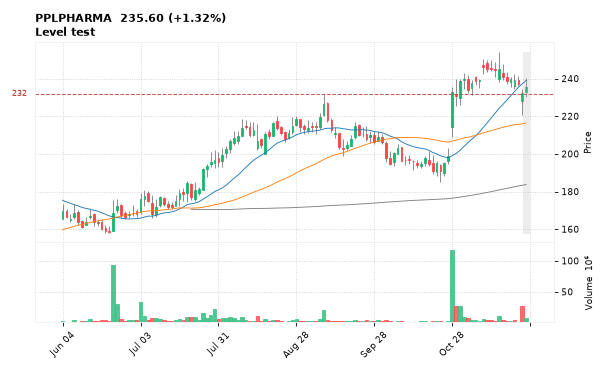 PPLPHARMA 235.60 (+1.32%)
Level test
232
240
220
200
180
160
Price
100
50
Volume 10⁶
Jun 04
Jul 03
Jul 31
Aug 28
Sep 28
Oct 28